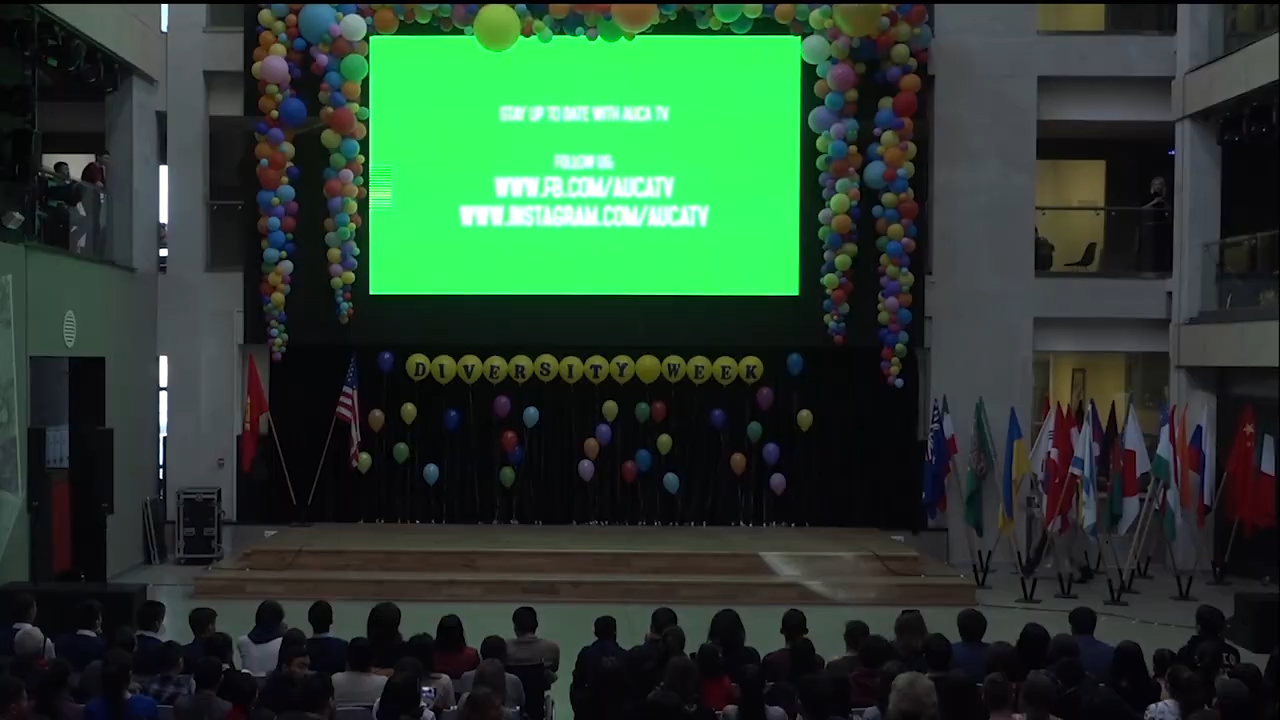 STAY UP TO DATE WITH AUCA TV
FOLLOW US:
WWW.FB.COM/AUCATV
WWW.INSTAGRAM.COM/AUCATV
DIVERSITY WEEK